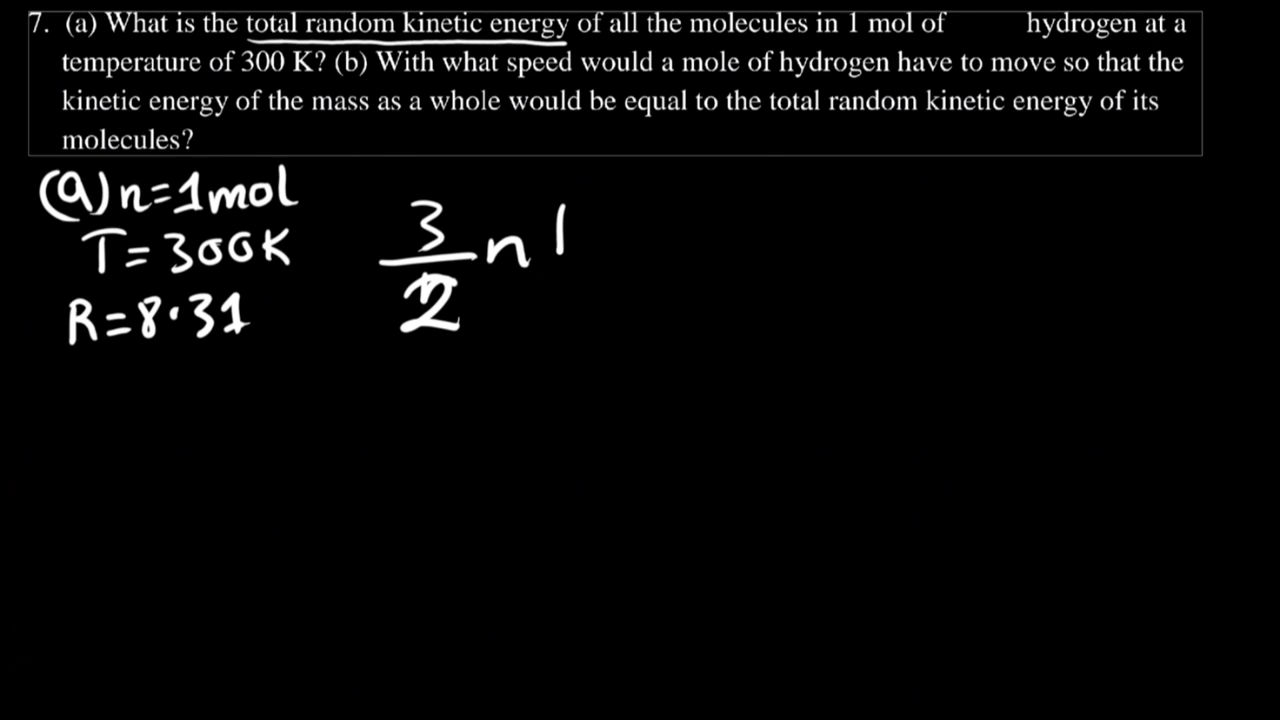 7. (a) What is the total random kinetic energy of all the molecules in 1 mol of hydrogen at a
temperature of 300 K? (b) With what speed would a mole of hydrogen have to move so that the
kinetic energy of the mass as a whole would be equal to the total random kinetic energy of its
molecules?
(a) n=1mol
T=300K
R=8.31
3/2 n